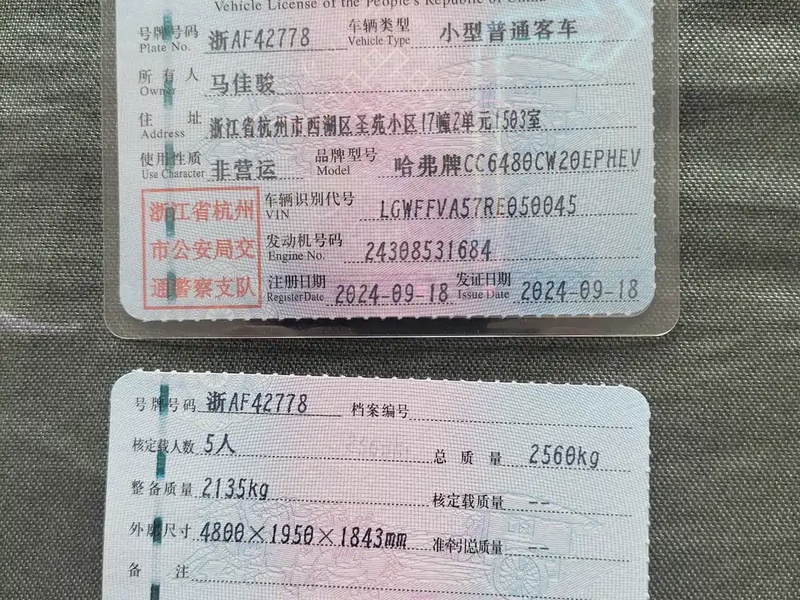 Vehicle License of the People's Republic of China
号牌号码 浙AF42778 车辆类型 小型普通客车
Plate No. Vehicle Type
所有人 马佳骏
Owner
住址 浙江省杭州市西湖区圣苑小区17幢2单元1503室
Address
使用性质 非营运 品牌型号 哈弗牌CC6480CW20EPHEV
Use Character Model
浙江省杭州
市公安局交
通警察支队
车辆识别代号 LGWFFVA57RE050045
VIN
发动机号码 24308531684
Engine No.
注册日期 2024-09-18 发证日期 2024-09-18
Register Date Issue Date
号牌号码 浙AF42778 档案编号
核定载人数 5人 总质量 2560kg
整备质量 2135kg 核定载质量 --
外廓尺寸 4800×1950×1843mm 准牵引总质量 --
备注